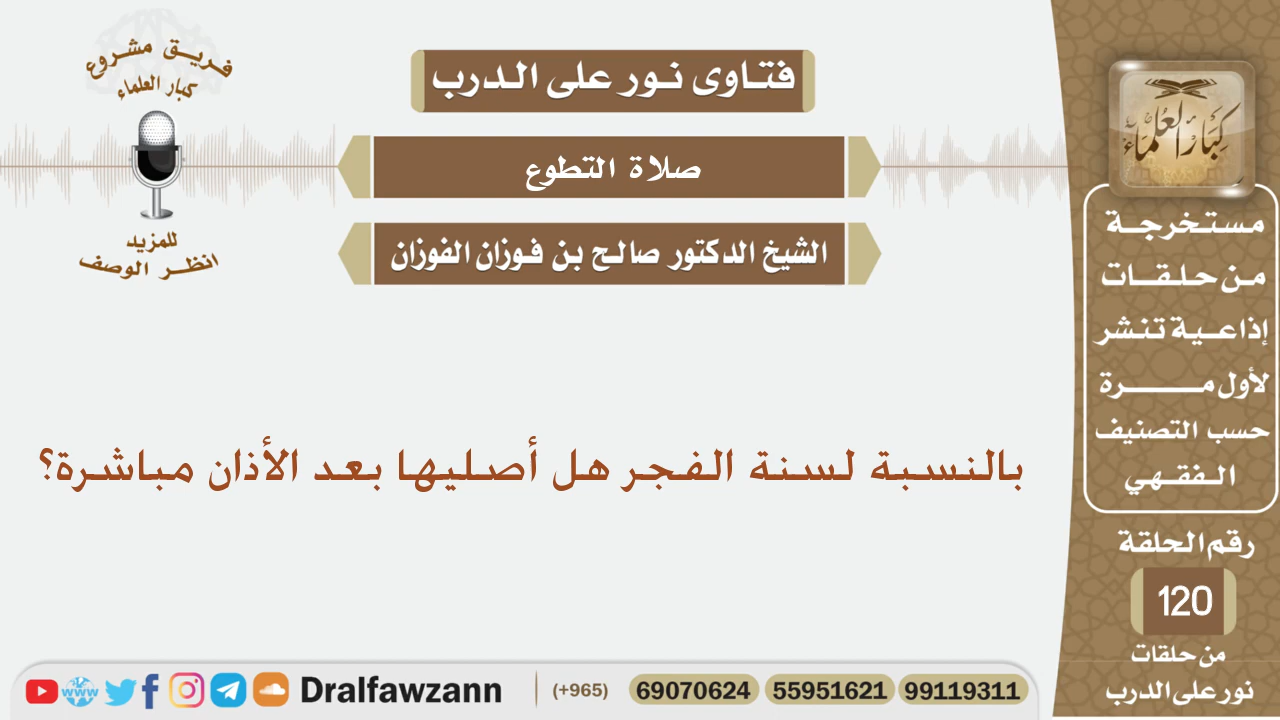 فريق مشروع
كبار العلماء
للمزيد
انظر الوصف
فتاوى نور على الدرب
صلاة التطوع
الشيخ الدكتور صالح بن فوزان الفوزان
بالنسبة لسنة الفجر هل أصليها بعد الأذان مباشرة؟
كبار العلماء
مستخرجة
من حلقات
إذاعية تنشر
لأول مرة
حسب التصنيف
الفقهي
رقم الحلقة
120
من حلقات
نور على الدرب
www Dralfawzann (+965) 69070624 55951621 99119311